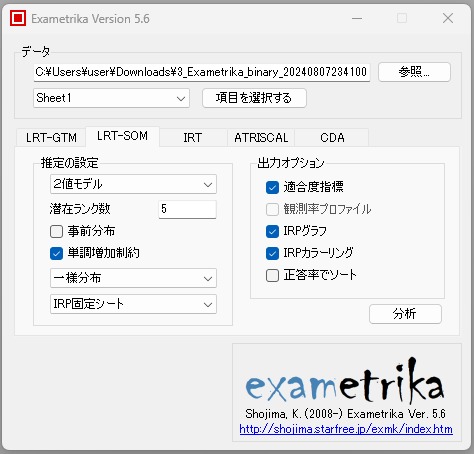 Exametrika Version 5.6
データ
C:¥Users¥user¥Downloads¥3_Exametrika_binary_20240807234100
参照...
Sheet1
項目を選択する
LRT-GTM
LRT-SOM
IRT
ATRISCAL
CDA
推定の設定
2値モデル
潜在ランク数
5
事前分布
単調増加制約
一様分布
IRP固定シート
出力オプション
適合度指標
観測率プロファイル
IRPグラフ
IRPカラーリング
正答率でソート
分析
exametrika
Shojima, K. (2008-) Exametrika Ver. 5.6
http://shojima.starfree.jp/exmk/index.htm